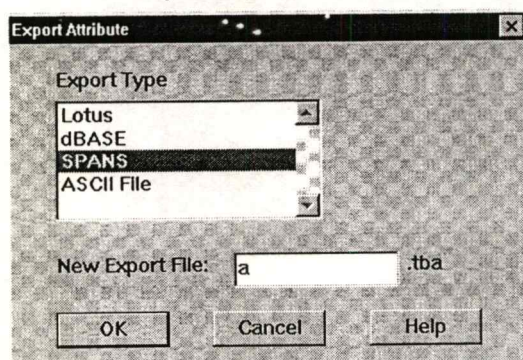 Export Attribute
Export Type
Lotus
dBASE
SPANS
ASCII File
New Export File: a .tba
OK Cancel Help